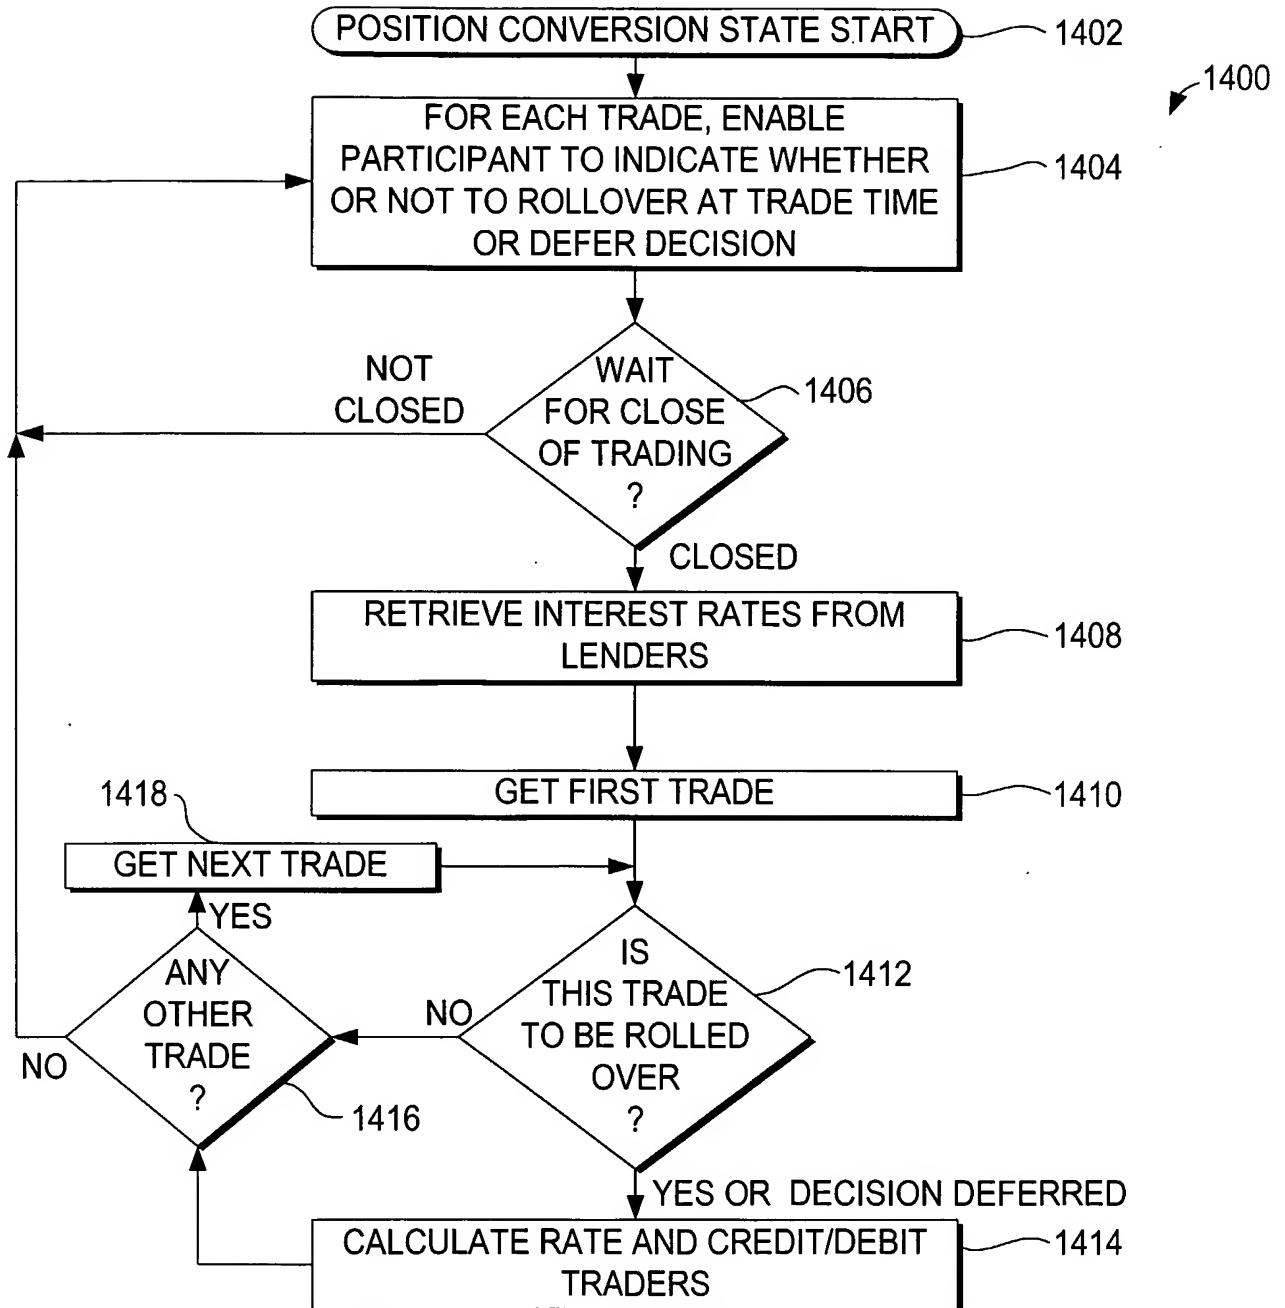 POSITION CONVERSION STATE START
1402
1400
FOR EACH TRADE, ENABLE
PARTICIPANT TO INDICATE WHETHER
OR NOT TO ROLLOVER AT TRADE TIME
OR DEFER DECISION
1404
NOT
CLOSED
WAIT
FOR CLOSE
OF TRADING
?
1406
CLOSED
RETRIEVE INTEREST RATES FROM
LENDERS
1408
GET FIRST TRADE
1410
1418
GET NEXT TRADE
YES
ANY
OTHER
TRADE
?
NO
1416
NO
IS
THIS TRADE
TO BE ROLLED
OVER
?
1412
YES OR DECISION DEFERRED
CALCULATE RATE AND CREDIT/DEBIT
TRADERS
1414